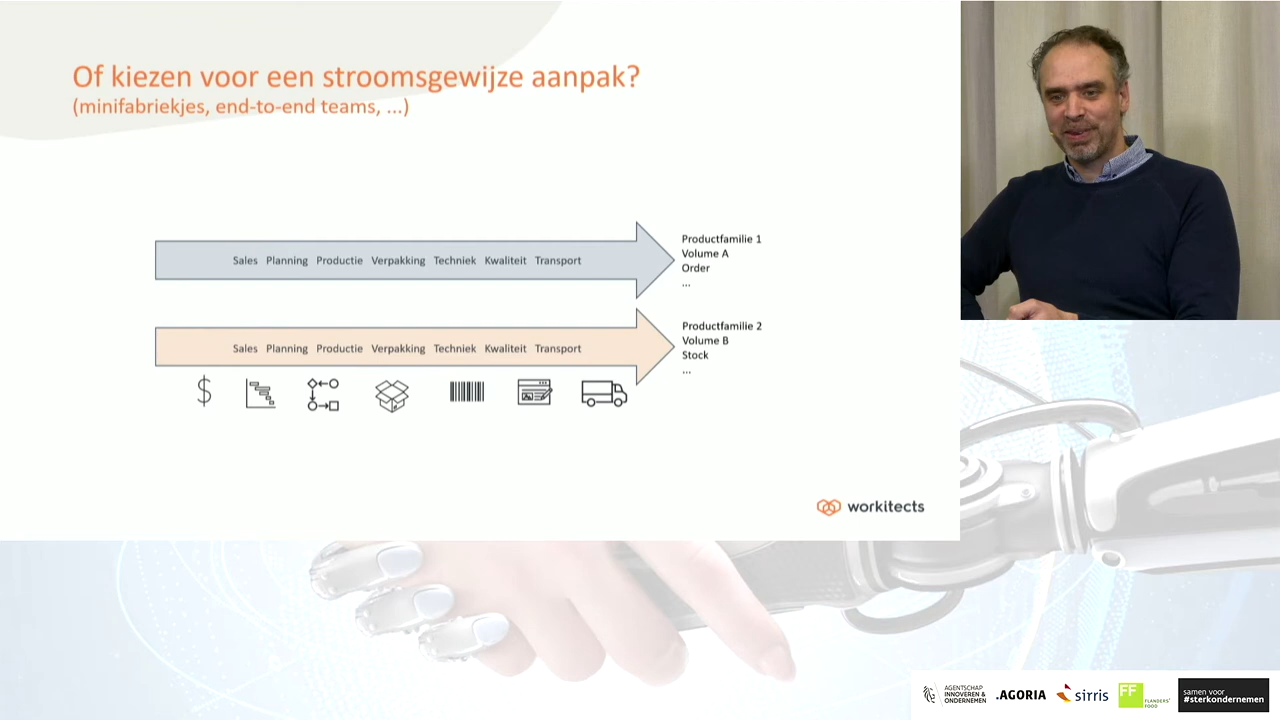 Of kiezen voor een stroomsgewijze aanpak?
(minifabriekjes, end-to-end teams, ...)
Sales Planning Productie Verpakking Techniek Kwaliteit Transport
Productfamilie 1
Volume A
Order
...
Sales Planning Productie Verpakking Techniek Kwaliteit Transport
Productfamilie 2
Volume B
Stock
...
workitects
AGENTSCHAP
INNOVEREN &
ONDERNEMEN
.AGORIA
sirris
FF
FLANDERS'
FOOD
samen voor
#sterkondernemen